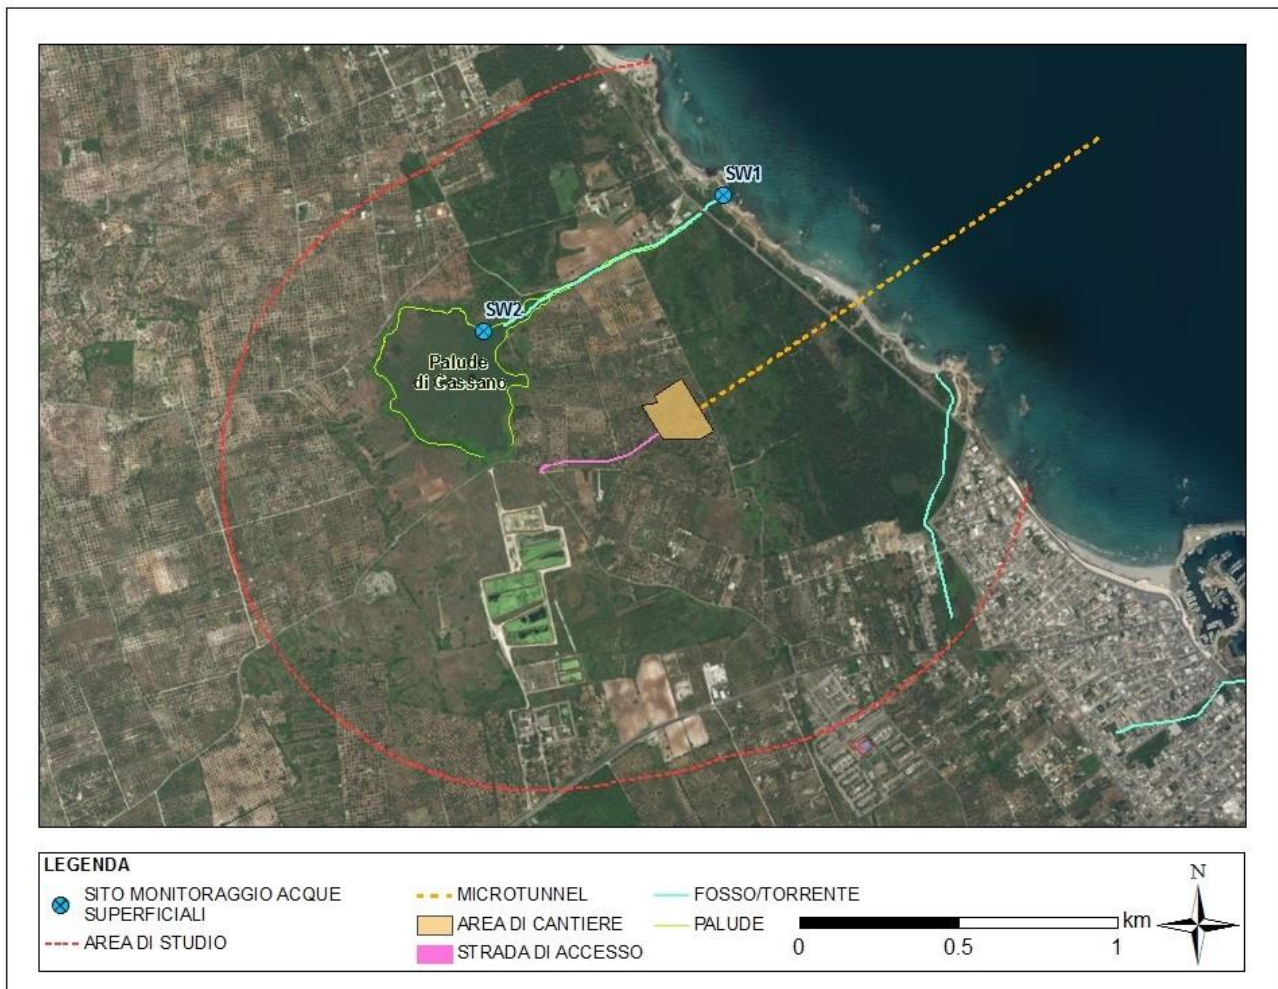 SW1
SW2
Palude
di Cassano
LEGENDA
SITO MONITORAGGIO ACQUE
SUPERFICIALI
AREA DI STUDIO
MICROTUNNEL
AREA DI CANTIERE
STRADA DI ACCESSO
FOSSO/TORRENTE
PALUDE
km
0 0.5 1
N